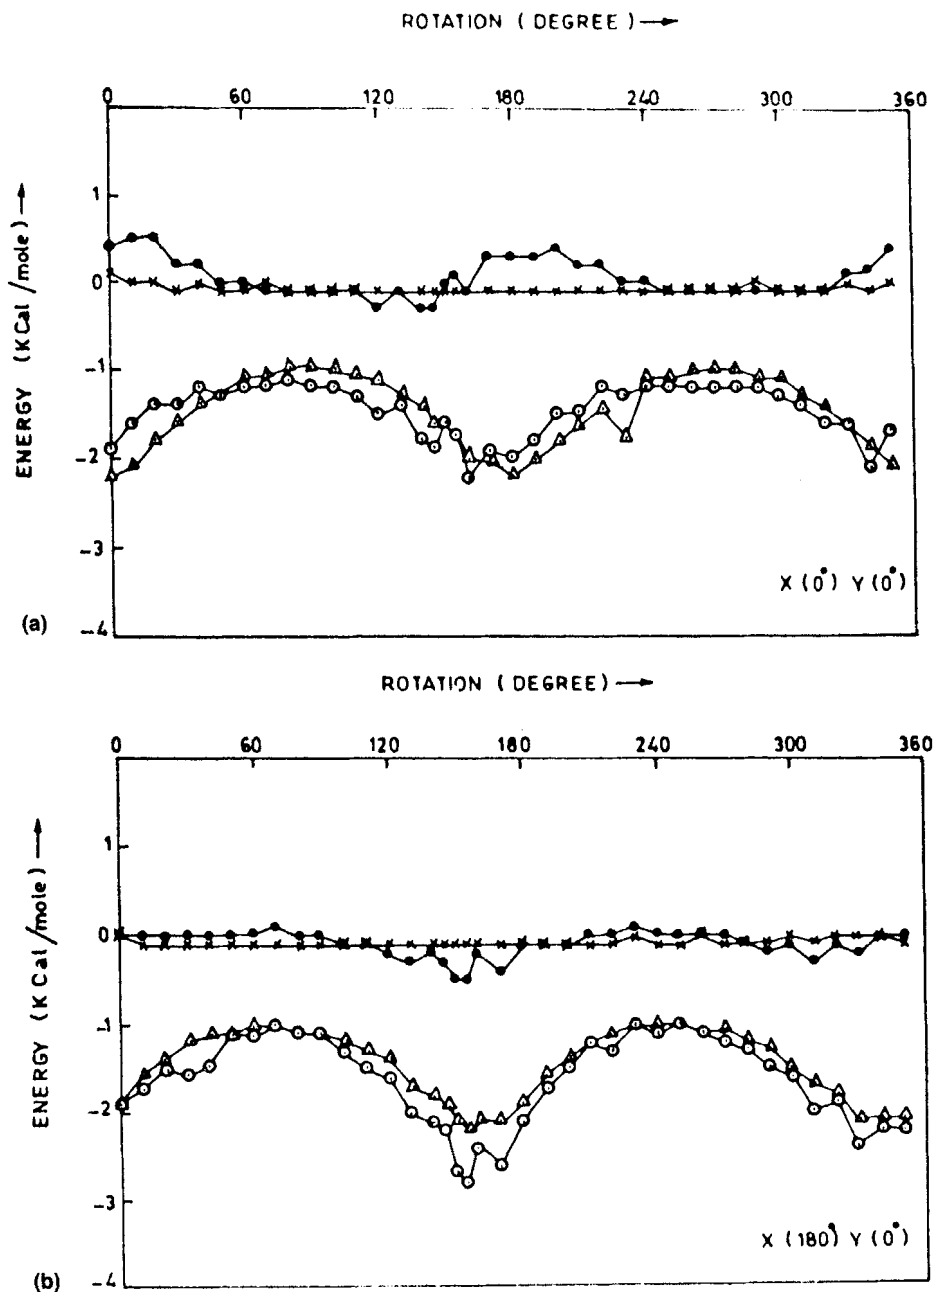 ROTATION (DEGREE) →
0 60 120 180 240 300 360
1
0
-1
-2
-3
-4
ENERGY (KCal/mole) →
X (0°) Y (0°)
(a)
ROTATION (DEGREE) →
0 60 120 180 240 300 360
1
0
-1
-2
-3
-4
ENERGY (KCal/mole) →
X (180°) Y (0°)
(b)